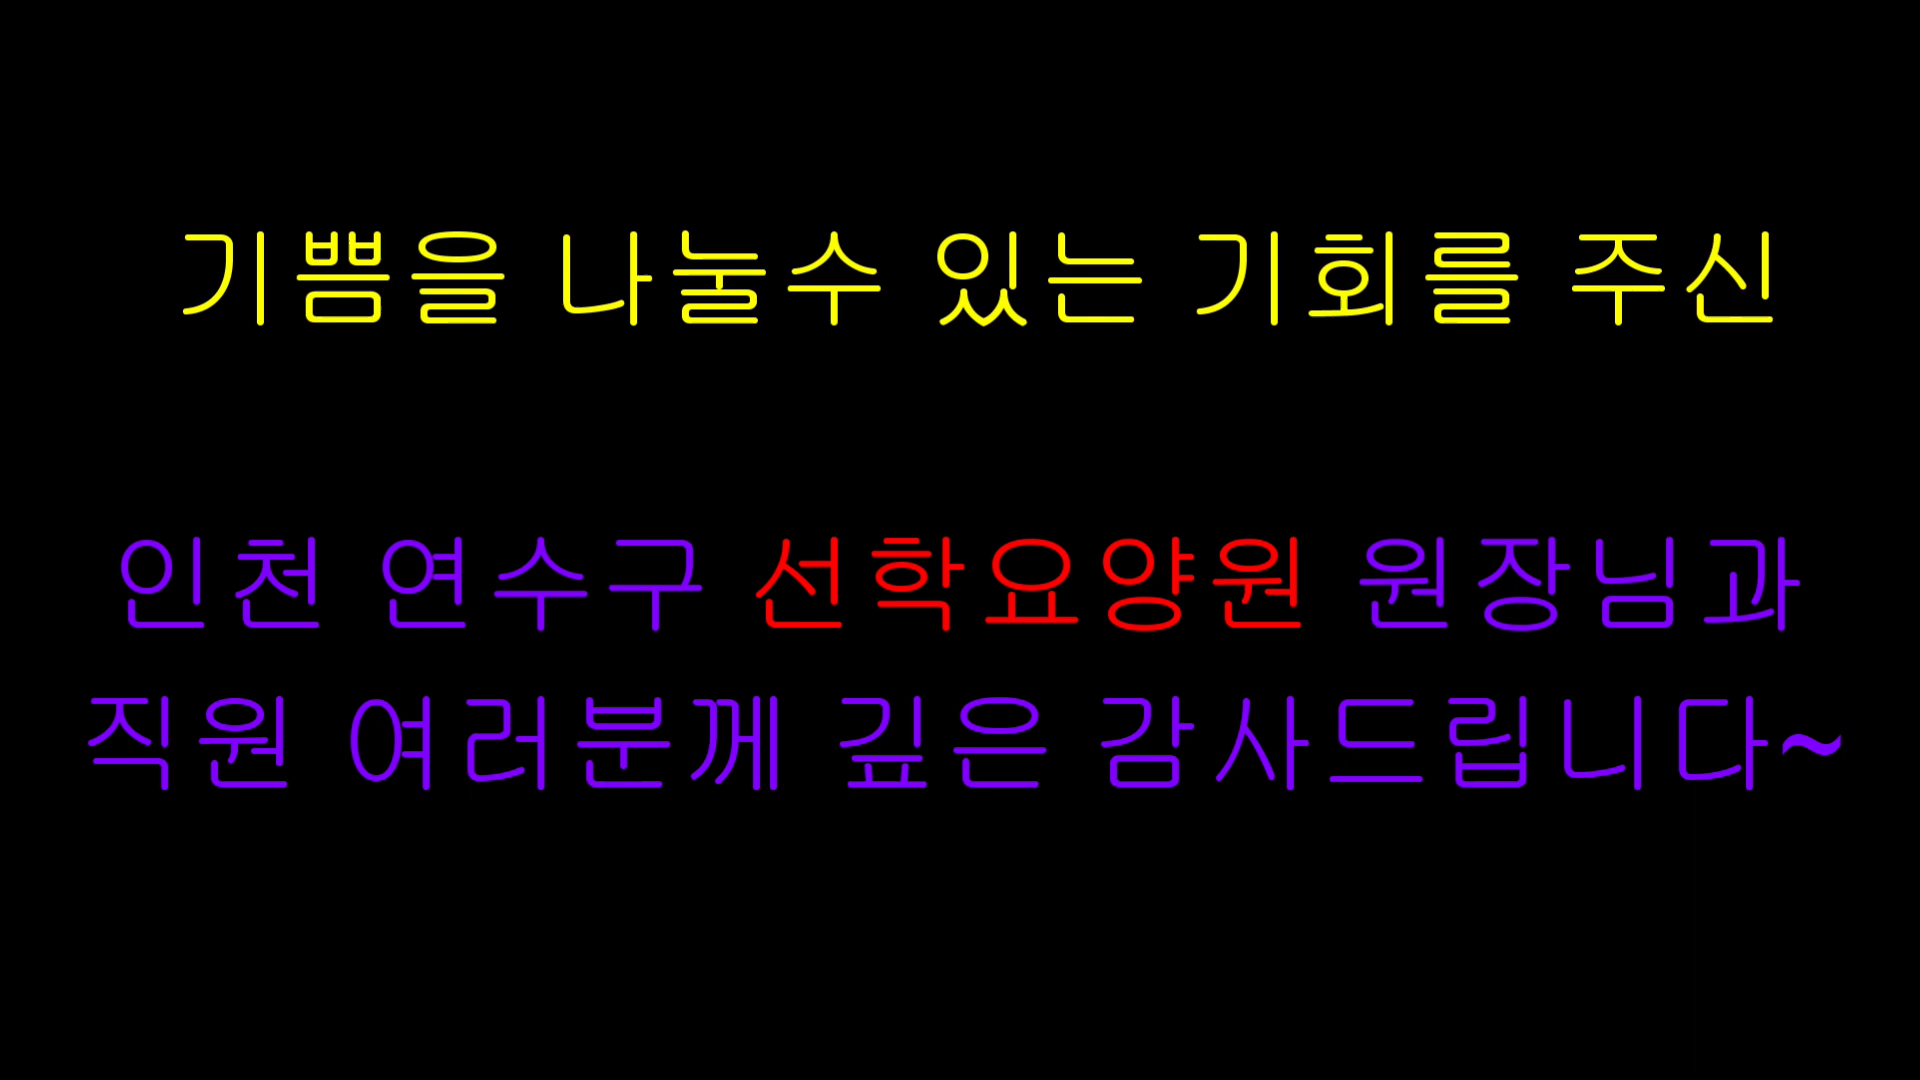 기쁨을 나눌수 있는 기회를 주신
인천 연수구 선학요양원 원장님과
직원 여러분께 깊은 감사드립니다~